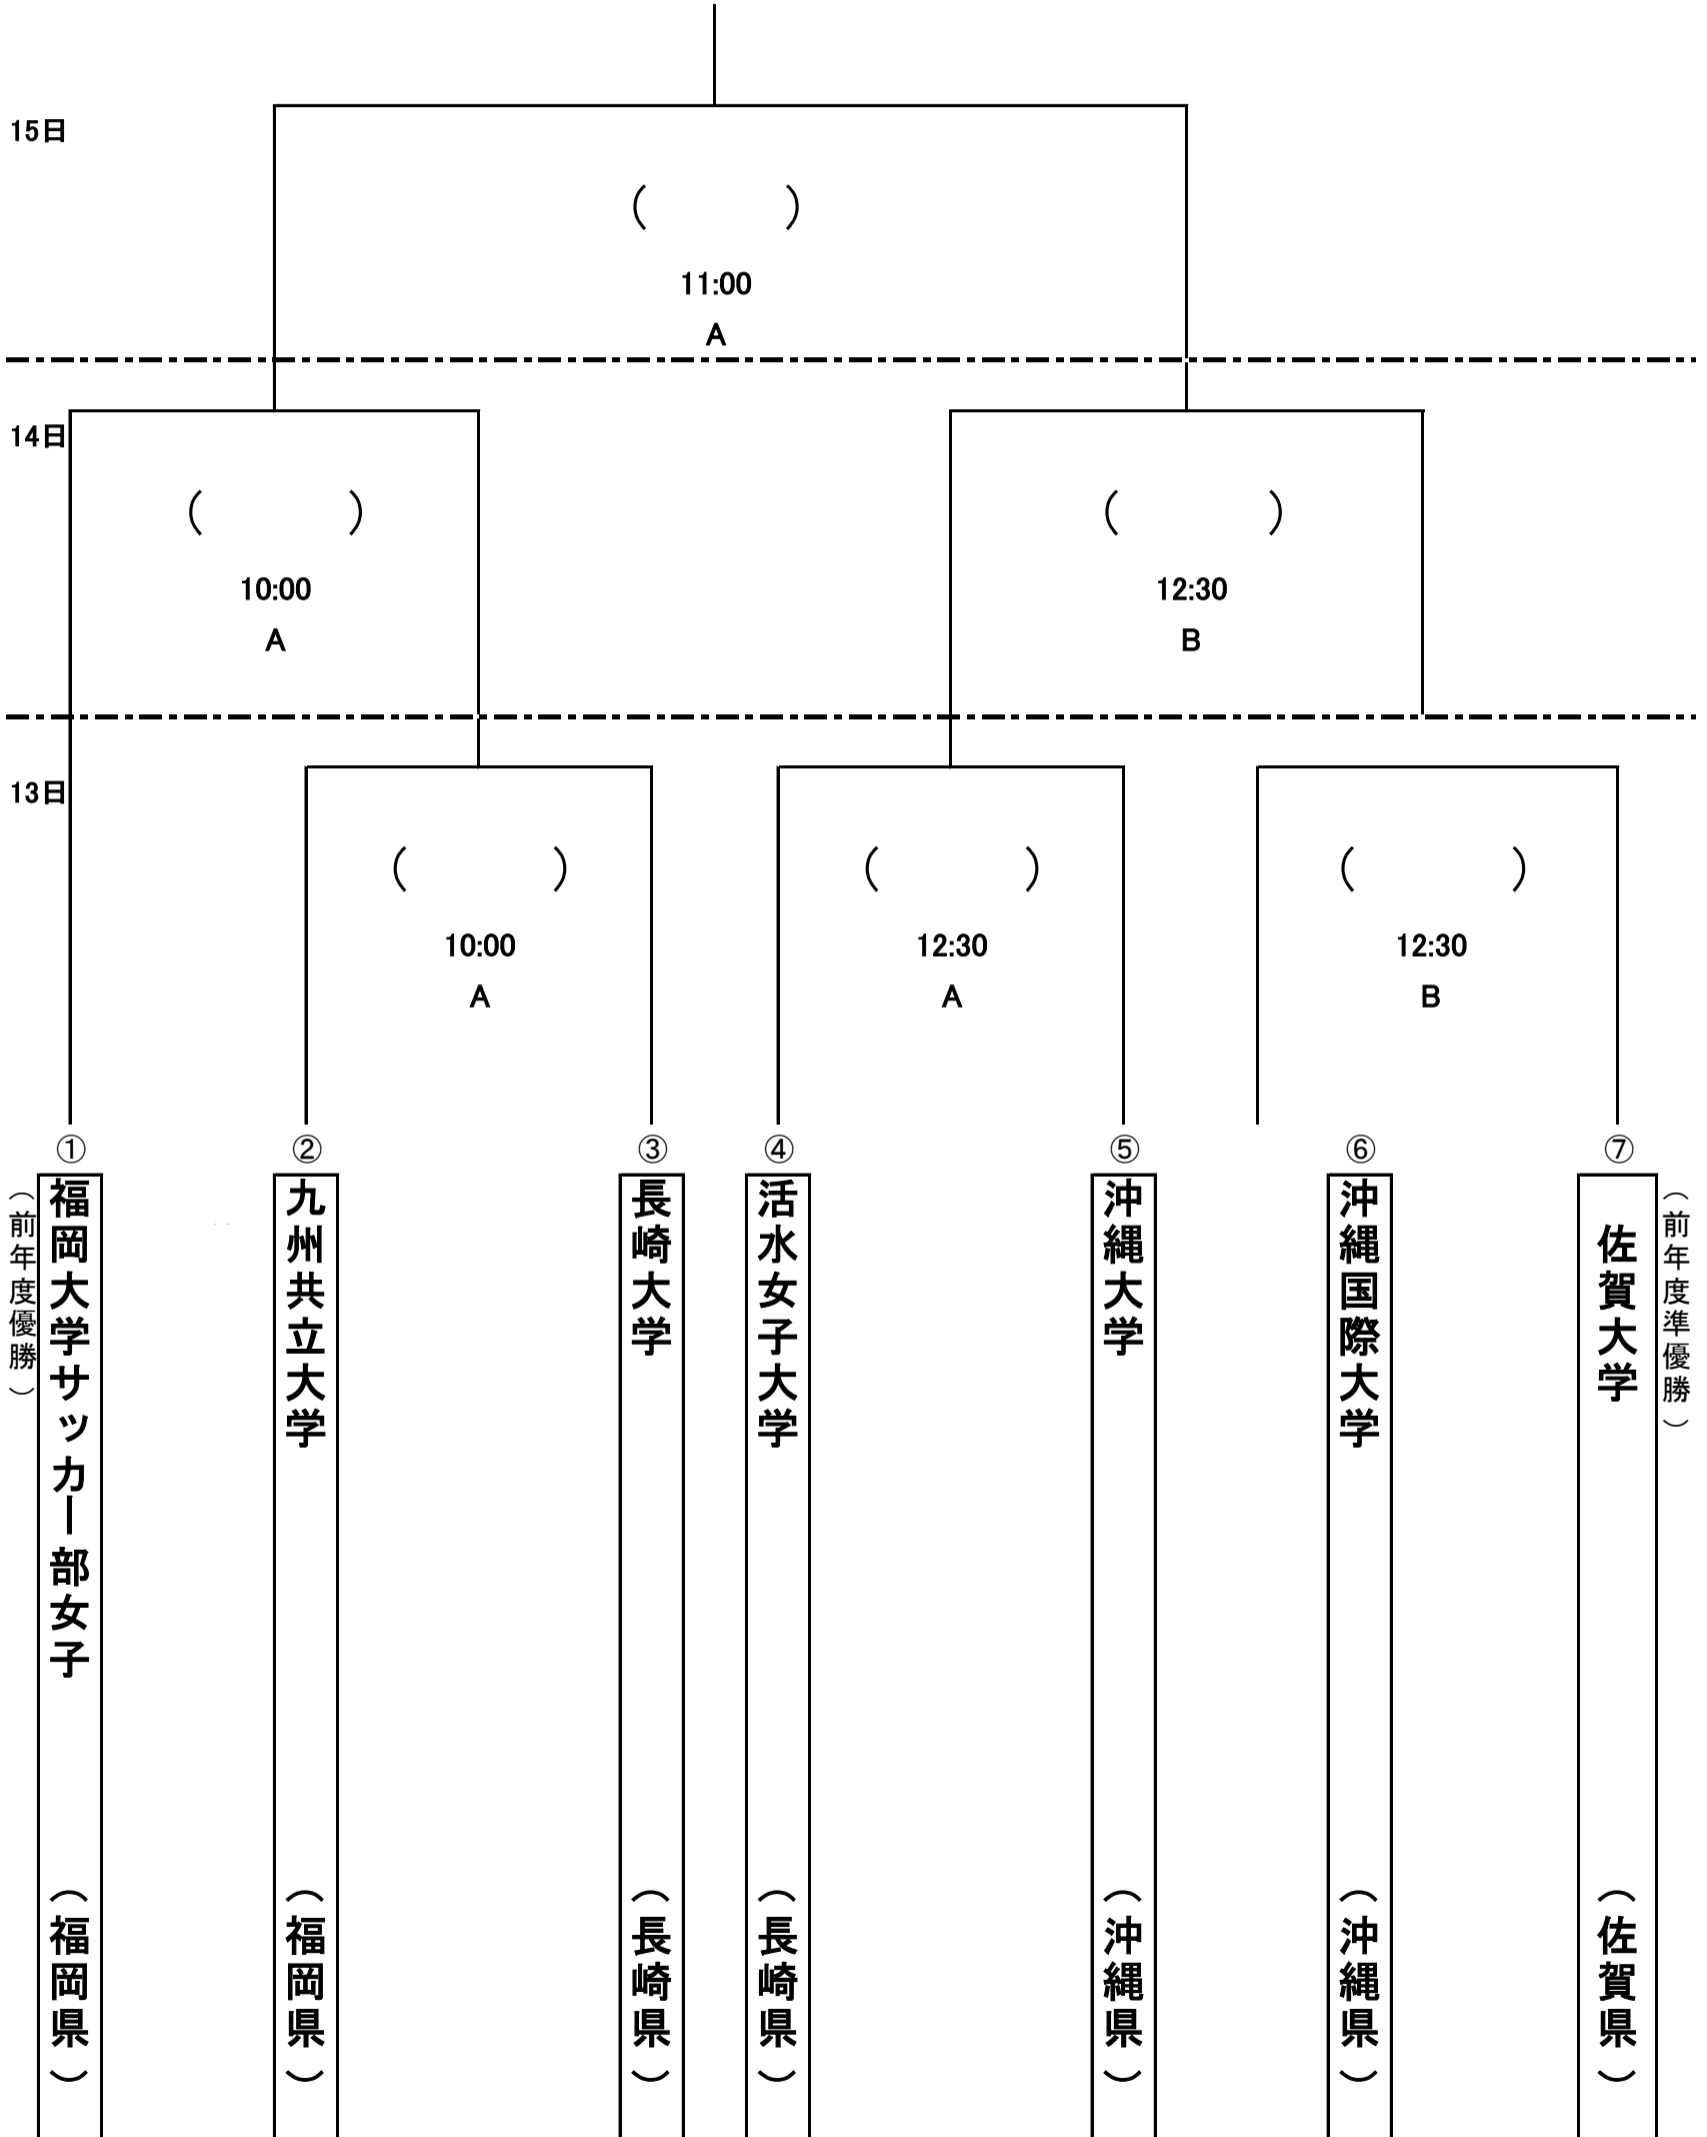 15日
(　　　)
11:00
A
14日
(　　　)
(　　　)
10:00
12:30
A
B
13日
(　　　)
(　　　)
(　　　)
10:00
12:30
12:30
A
A
B
①
②
③
④
⑤
⑥
⑦
（前年度優勝）
福岡大学サッカー部女子　（福岡県）
九州共立大学　（福岡県）
長崎大学　（長崎県）
活水女子大学　（長崎県）
沖縄大学　（沖縄県）
沖縄国際大学　（沖縄県）
佐賀大学　（佐賀県）
（前年度準優勝）